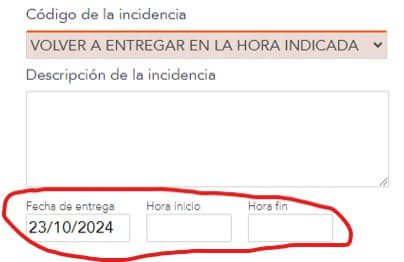 Código de la incidencia
VOLVER A ENTREGAR EN LA HORA INDICADA
Descripción de la incidencia
Fecha de entrega Hora inicio Hora fin
23/10/2024